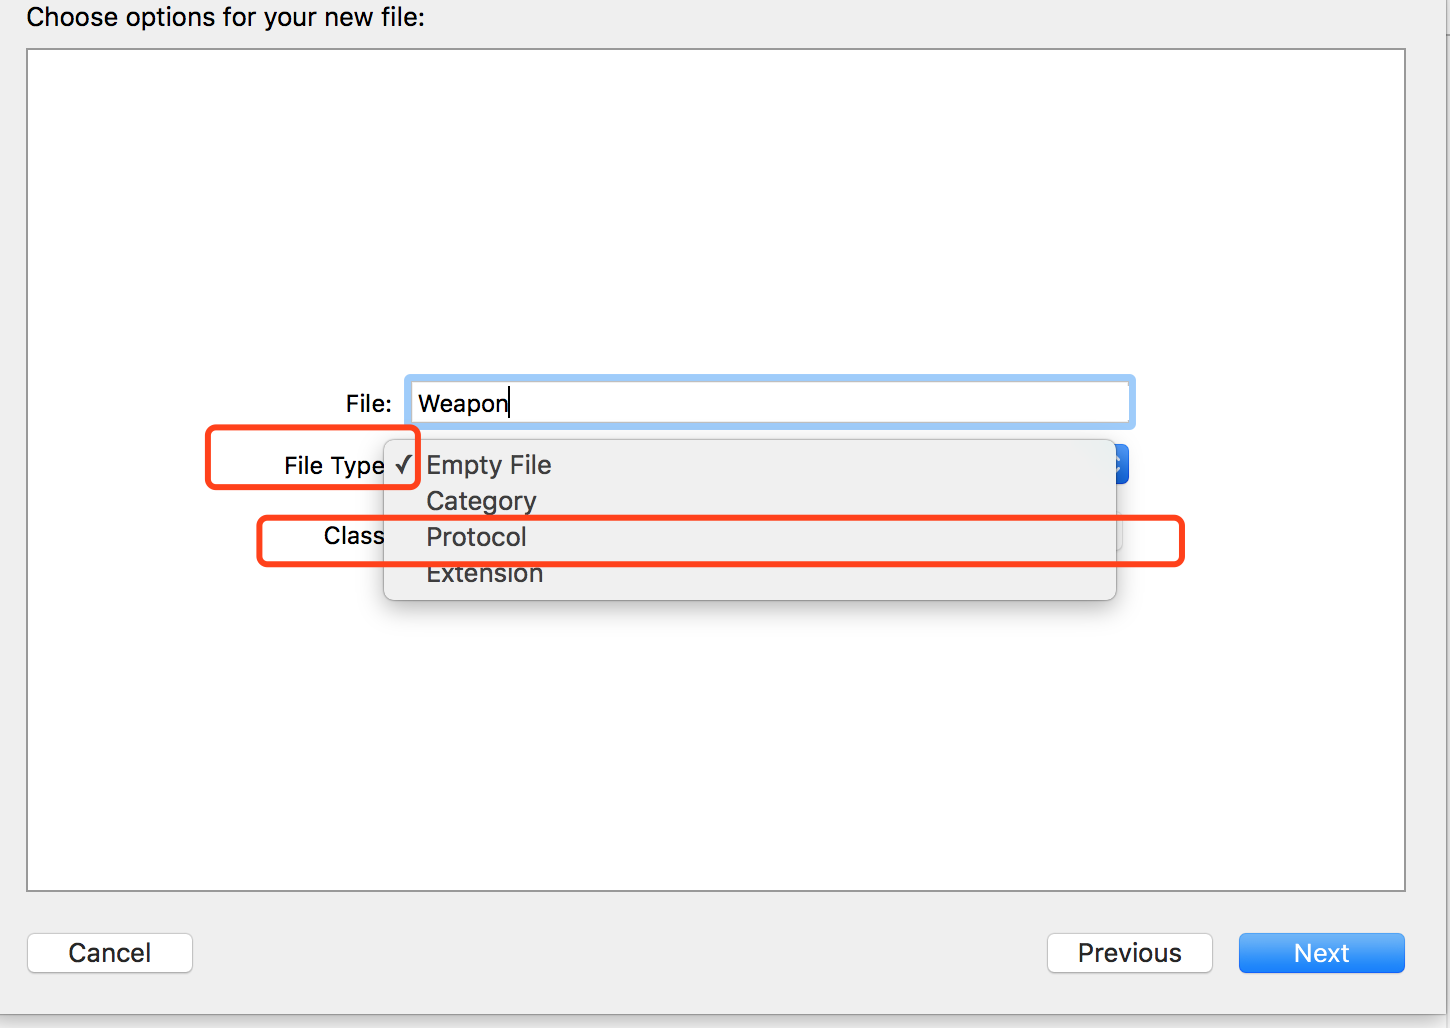 Choose options for your new file:
File: Weapon
File Type ✓ Empty File
Category
Class
Protocol
Extension
Cancel
Previous
Next